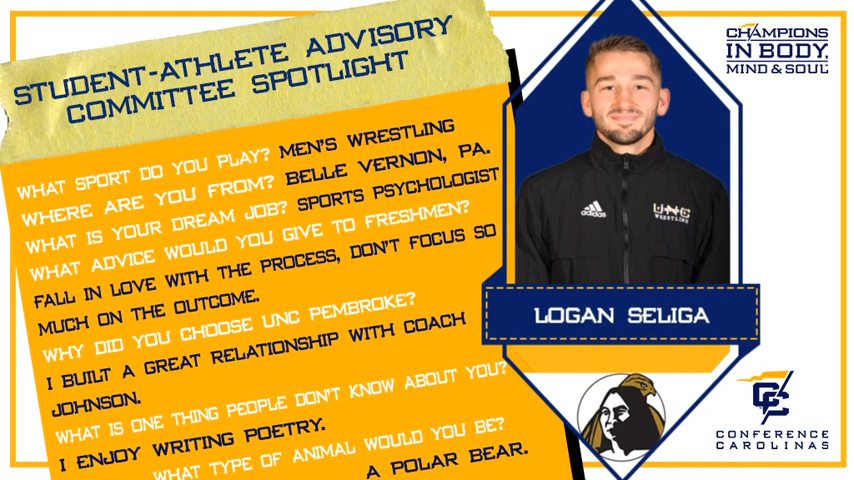 STUDENT-ATHLETE ADVISORY
COMMITTEE SPOTLIGHT
WHAT SPORT DO YOU PLAY? MEN'S WRESTLING
WHERE ARE YOU FROM? BELLE VERNON, PA.
WHAT IS YOUR DREAM JOB? SPORTS PSYCHOLOGIST
WHAT ADVICE WOULD YOU GIVE TO FRESHMEN?
FALL IN LOVE WITH THE PROCESS, DON'T FOCUS SO
MUCH ON THE OUTCOME.
WHY DID YOU CHOOSE UNC PEMBROKE?
I BUILT A GREAT RELATIONSHIP WITH COACH
JOHNSON.
WHAT IS ONE THING PEOPLE DON'T KNOW ABOUT YOU?
I ENJOY WRITING POETRY.
WHAT TYPE OF ANIMAL WOULD YOU BE?
A POLAR BEAR.
CHAMPIONS
IN BODY,
MIND & SOUL
adidas
UNC
WRESTLING
LOGAN SELIGA
CC
CONFERENCE
CAROLINAS